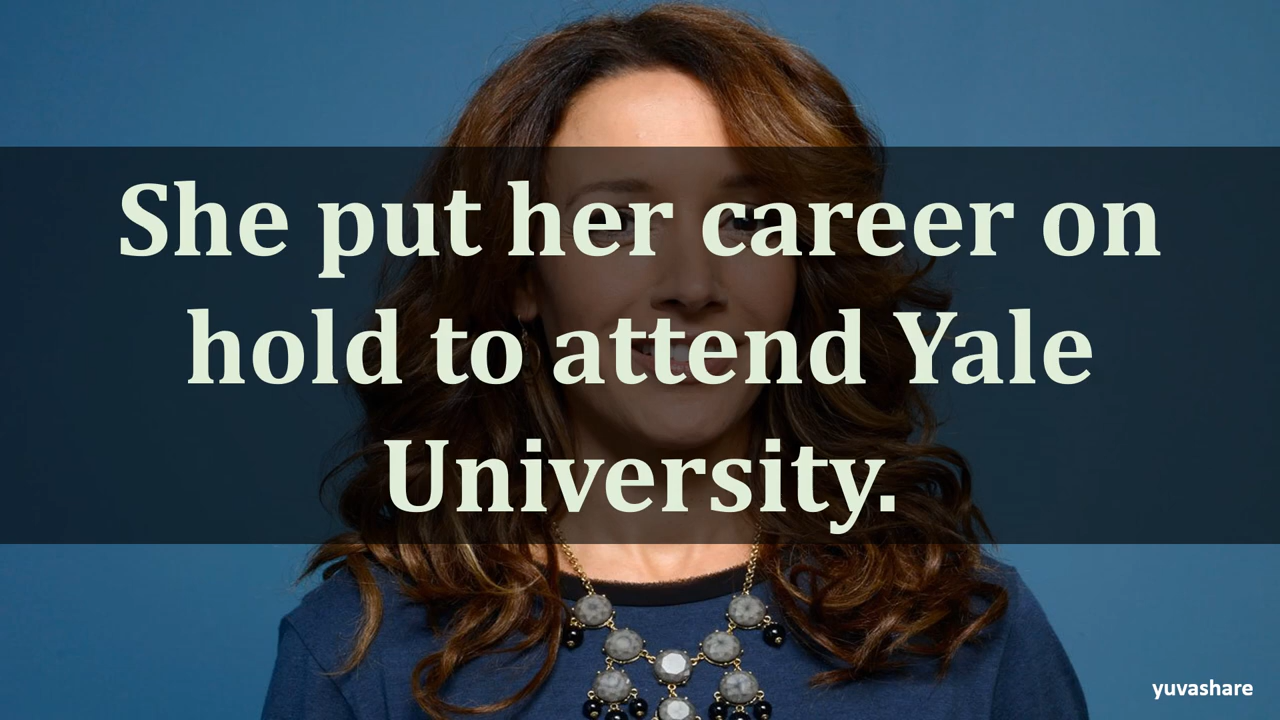 She put her career on
hold to attend Yale
University.
yuvashare